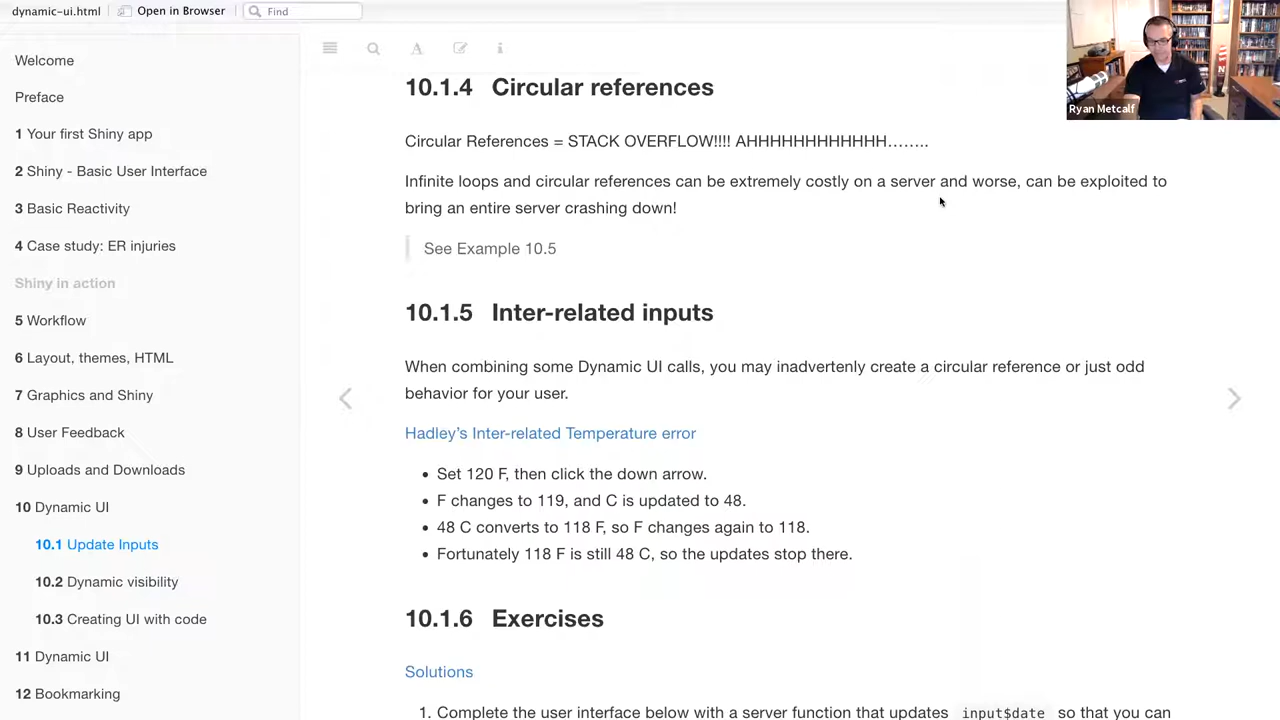 dynamic-ui.html
Open in Browser
Find
Ryan Metcalf
Welcome
Preface
1 Your first Shiny app
2 Shiny - Basic User Interface
3 Basic Reactivity
4 Case study: ER injuries
Shiny in action
5 Workflow
6 Layout, themes, HTML
7 Graphics and Shiny
8 User Feedback
9 Uploads and Downloads
10 Dynamic UI
10.1 Update Inputs
10.2 Dynamic visibility
10.3 Creating UI with code
11 Dynamic UI
12 Bookmarking
10.1.4 Circular references
Circular References = STACK OVERFLOW!!!! AHHHHHHHHHHHH........
Infinite loops and circular references can be extremely costly on a server and worse, can be exploited to
bring an entire server crashing down!
See Example 10.5
10.1.5 Inter-related inputs
When combining some Dynamic UI calls, you may inadvertenly create a circular reference or just odd
behavior for your user.
Hadley's Inter-related Temperature error
• Set 120 F, then click the down arrow.
• F changes to 119, and C is updated to 48.
• 48 C converts to 118 F, so F changes again to 118.
• Fortunately 118 F is still 48 C, so the updates stop there.
10.1.6 Exercises
Solutions
1. Complete the user interface below with a server function that updates input$date so that you can